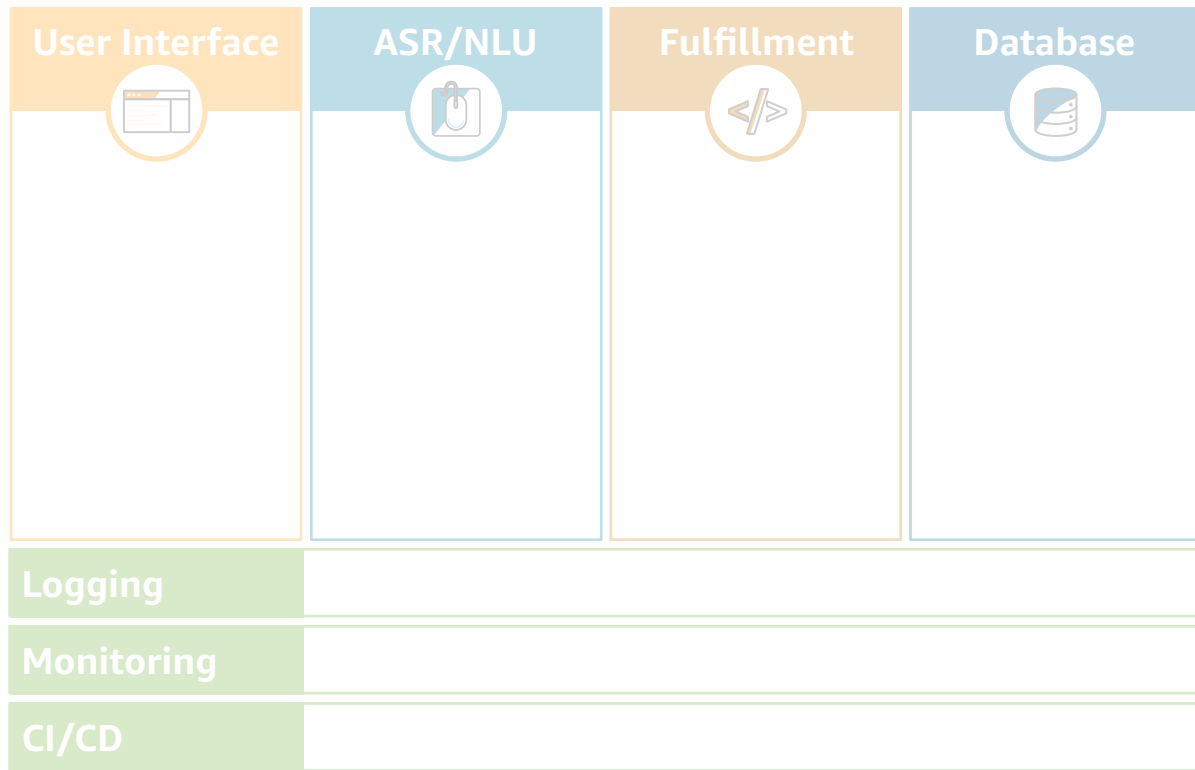 User Interface
ASR/NLU
Fulfillment
Database
</>
Logging
Monitoring
CI/CD